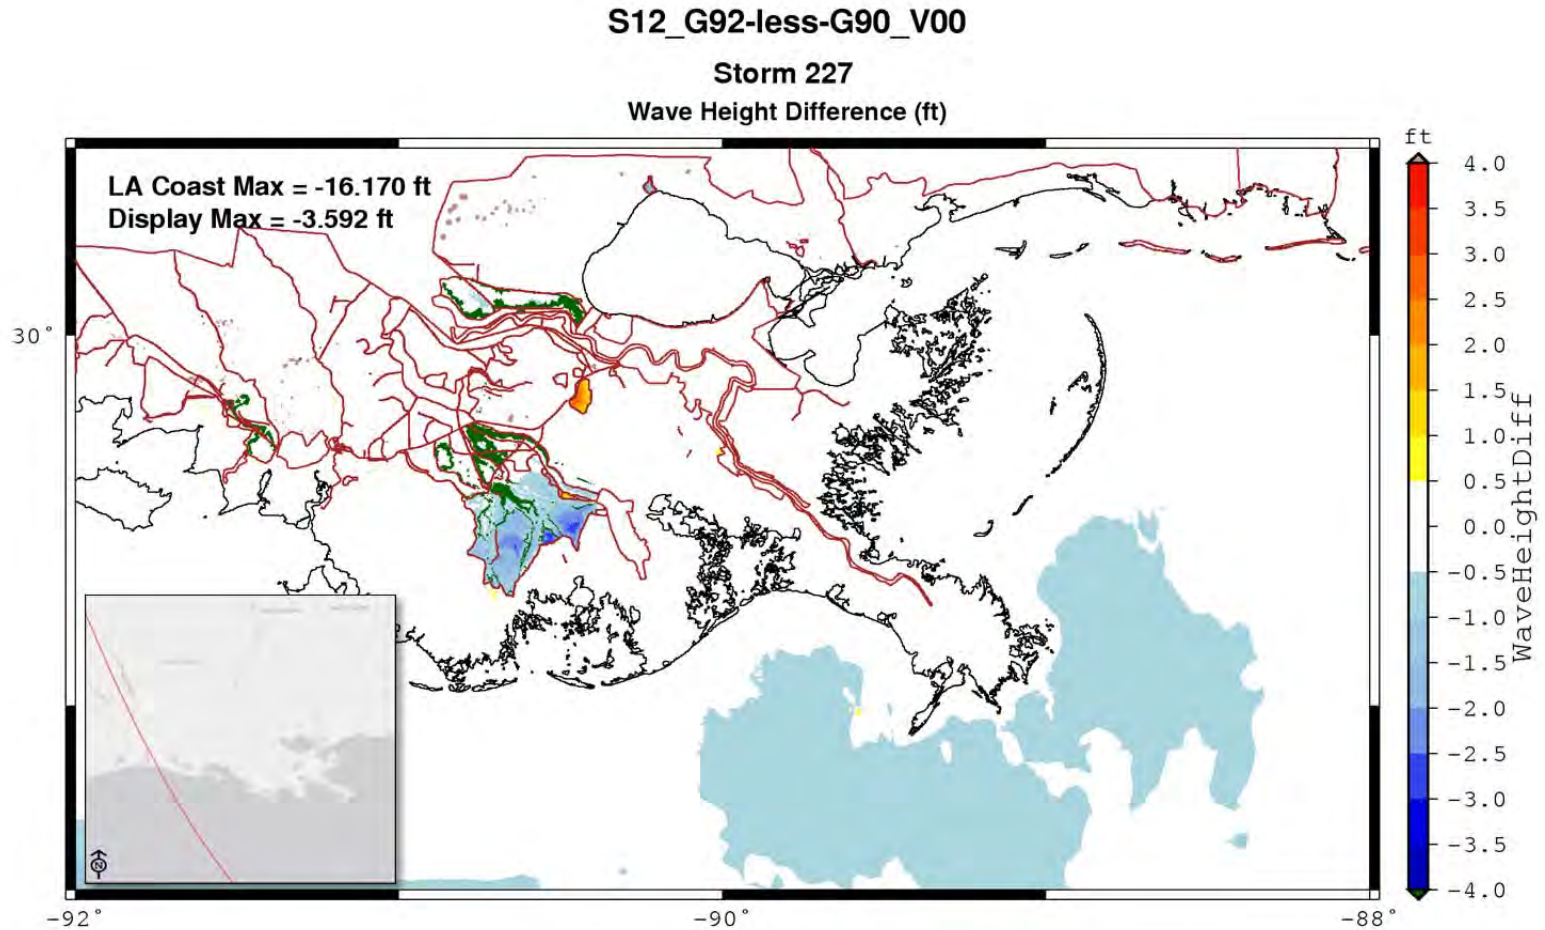 S12_G92-less-G90_V00
Storm 227
Wave Height Difference (ft)
LA Coast Max = -16.170 ft
Display Max = -3.592 ft
30°
-92°
-90°
-88°
ft
4.0
3.5
3.0
2.5
2.0
1.5
1.0
0.5
0.0
-0.5
-1.0
-1.5
-2.0
-2.5
-3.0
-3.5
-4.0
WaveHeightDiff
N